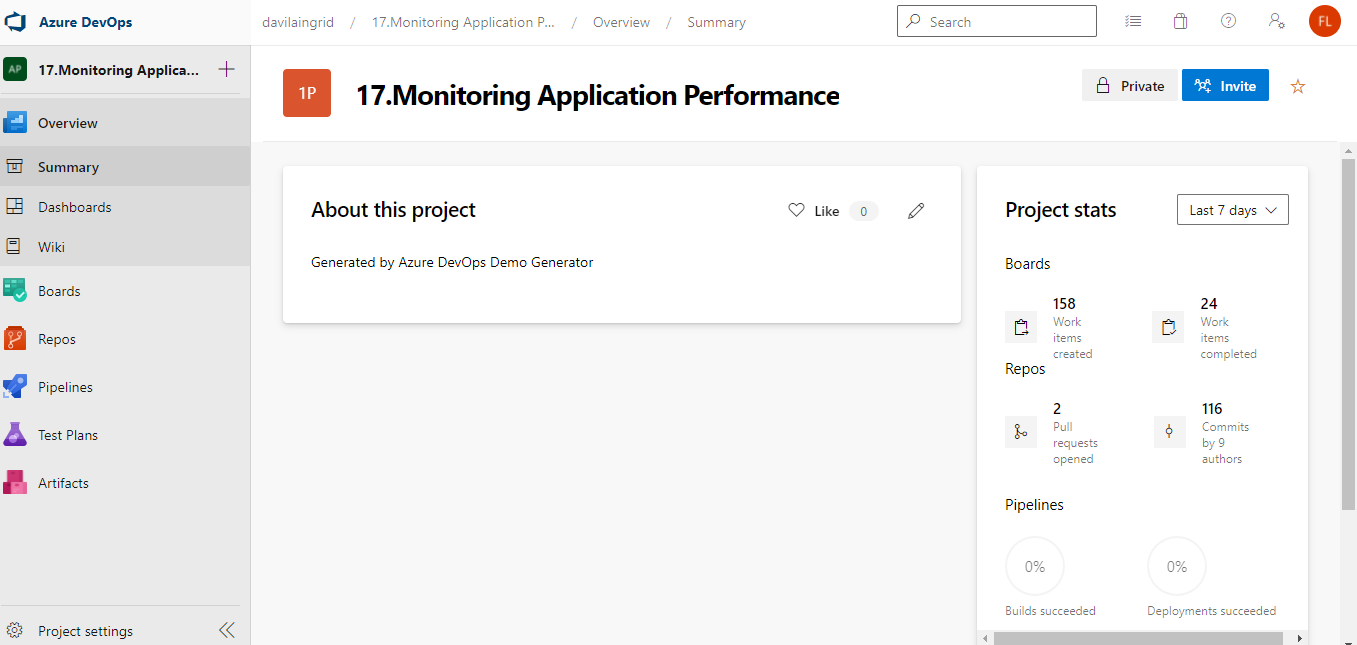 Azure DevOps
davilaingrid / 17.Monitoring Application P... / Overview / Summary
Search
FL
AP 17.Monitoring Applica...
Overview
Summary
Dashboards
Wiki
Boards
Repos
Pipelines
Test Plans
Artifacts
Project settings
1P
17.Monitoring Application Performance
Private
Invite
About this project
Like 0
Generated by Azure DevOps Demo Generator
Project stats
Last 7 days
Boards
158
Work
items
created
24
Work
items
completed
Repos
2
Pull
requests
opened
116
Commits
by 9
authors
Pipelines
0%
Builds succeeded
0%
Deployments succeeded